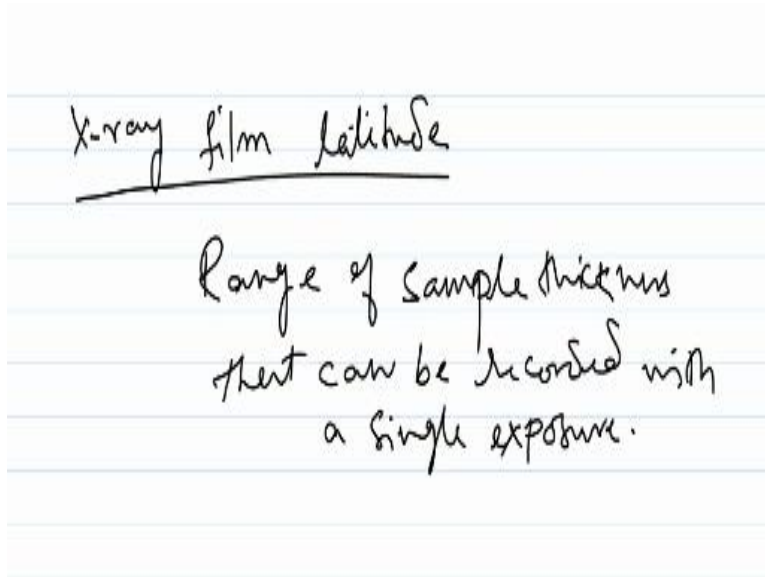 X-ray film latitude
Range of sample thickness
that can be recorded with
a single exposure.